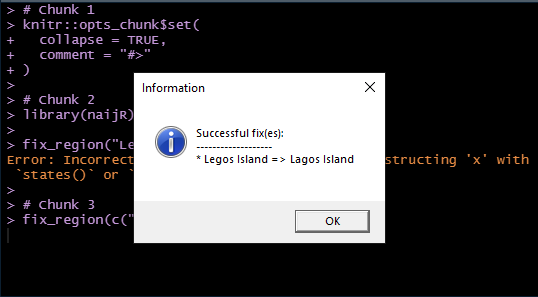 > # Chunk 1
> knitr::opts_chunk$set(
+   collapse = TRUE,
+   comment = "#>"
+ )
>
> # Chunk 2
> library(naijR)
>
> fix_region("Le
Error: Incorrect
structing 'x' with
`states()` or `
>
> # Chunk 3
> fix_region(c("
Information
Successful fix(es):
-------------------
* Legos Island => Lagos Island
OK